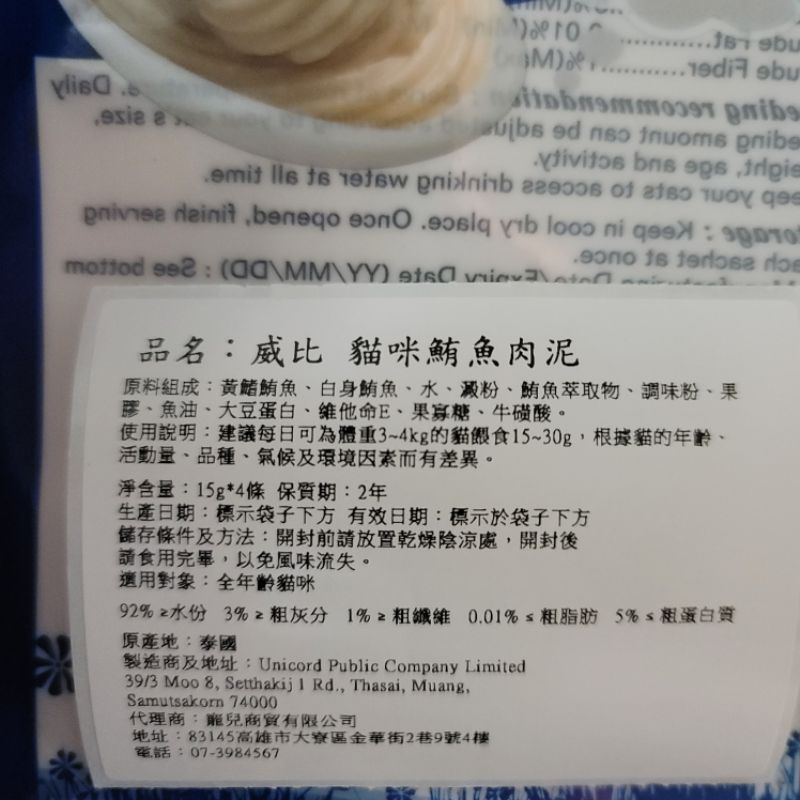 ude Fat............ 0.01%(Min)
ude Fiber............1%(Max)
eding recommendation : Daily
eding amount can be adjusted according to your cat's size,
eight, age and activity.
eep your cats to access drinking water at all time.
orage : Keep in cool dry place. Once opened, finish serving
ach sachet at once.
Date/Expiry Date (YY/MM/DD) : See bottom
品名：威比 貓咪鮪魚肉泥
原料組成：黃鰭鮪魚、白身鮪魚、水、澱粉、鮪魚萃取物、調味粉、果
膠、魚油、大豆蛋白、維他命E、果寡糖、牛磺酸。
使用說明：建議每日可為體重3~4kg的貓餵食15~30g，根據貓的年齡、
活動量、品種、氣候及環境因素而有差異。
淨含量：15g*4條 保質期：2年
生產日期：標示袋子下方 有效日期：標示於袋子下方
儲存條件及方法：開封前請放置乾燥陰涼處，開封後
請食用完畢，以免風味流失。
適用對象：全年齡貓咪
92% ≥水份 3% ≥ 粗灰分 1% ≥ 粗纖維 0.01% ≤ 粗脂肪 5% ≤ 粗蛋白質
原產地：泰國
製造商及地址：Unicord Public Company Limited
39/3 Moo 8, Setthakij 1 Rd., Thasai, Muang,
Samutsakorn 74000
代理商：寵兒商貿有限公司
地址：83145高雄市大寮區金華街2巷9號4樓
電話：07-3984567